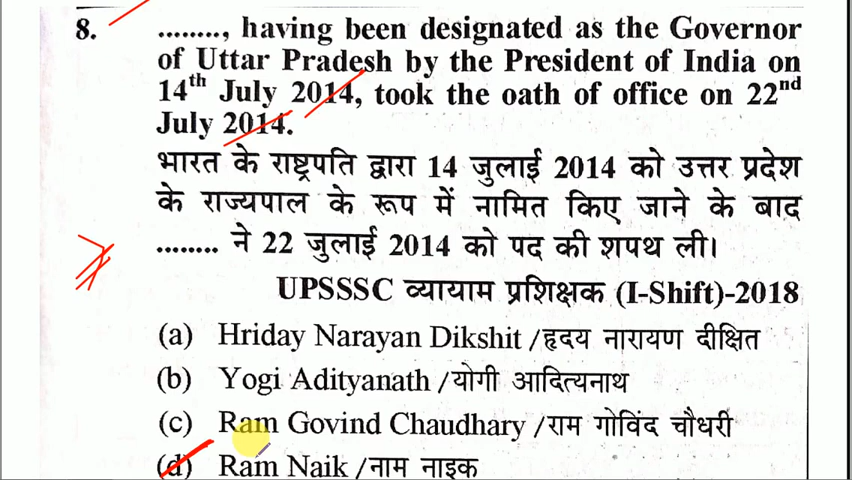 8. ........, having been designated as the Governor
of Uttar Pradesh by the President of India on
14th July 2014, took the oath of office on 22nd
July 2014.
भारत के राष्ट्रपति द्वारा 14 जुलाई 2014 को उत्तर प्रदेश
के राज्यपाल के रूप में नामित किए जाने के बाद
........ ने 22 जुलाई 2014 को पद की शपथ ली।
UPSSSC व्यायाम प्रशिक्षक (I-Shift)-2018
(a) Hriday Narayan Dikshit /हृदय नारायण दीक्षित
(b) Yogi Adityanath /योगी आदित्यनाथ
(c) Ram Govind Chaudhary /राम गोविंद चौधरी
(d) Ram Naik /नाम नाइक